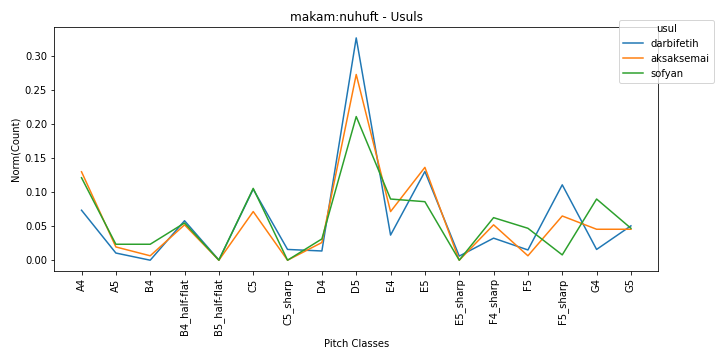 makam:nuhuft - Usuls
usul
darbifetih
aksaksemai
sofyan
Norm(Count)
0.30
0.25
0.20
0.15
0.10
0.05
0.00
A4
A5
B4
B4_half-flat
B5_half-flat
C5
C5_sharp
D4
D5
E4
E5
E5_sharp
F4_sharp
F5
F5_sharp
G4
G5
Pitch Classes